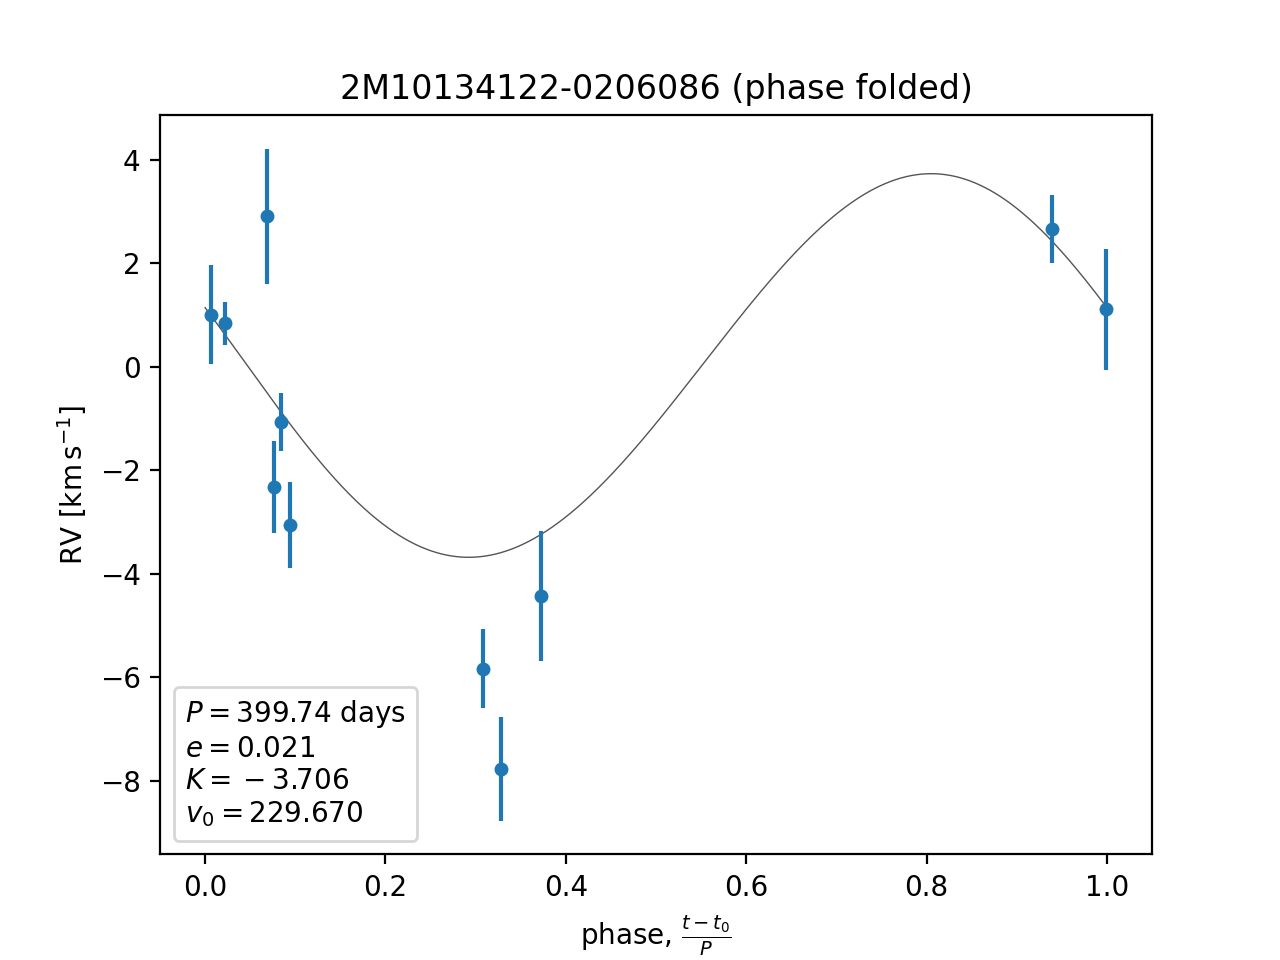 2M10134122-0206086 (phase folded)
4
2
0
−2
−4
−6
−8
RV [km s⁻¹]
P = 399.74 days
e = 0.021
K = −3.706
v₀ = 229.670
0.0 0.2 0.4 0.6 0.8 1.0
phase, (t − t₀)/P